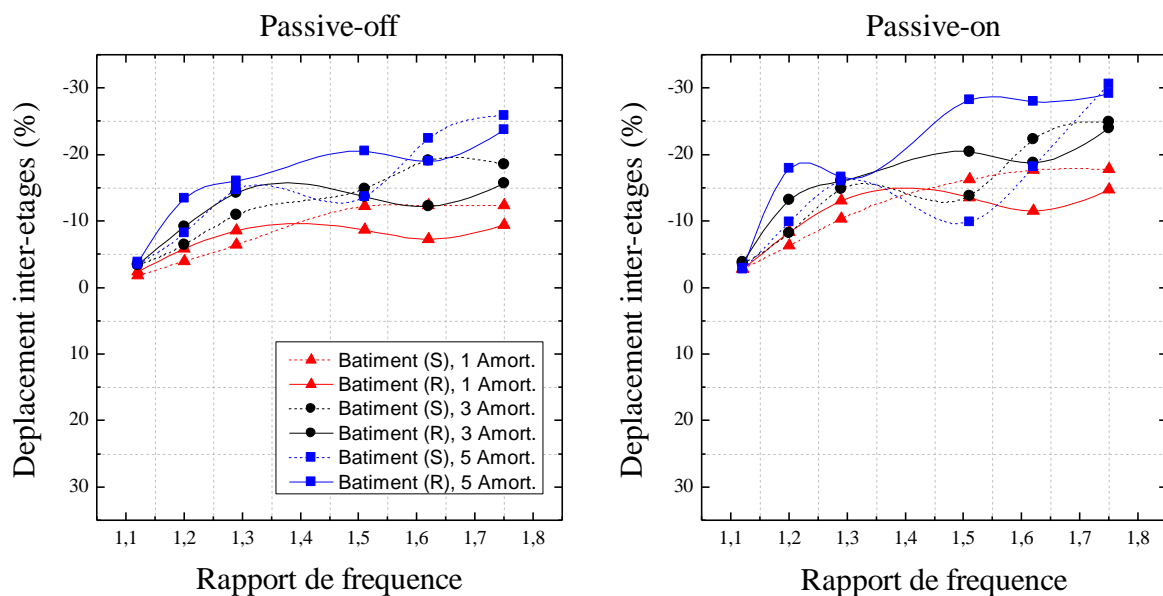 Passive-off
Passive-on
Deplacement inter-etages (%)
-30
-20
-10
0
10
20
30
Batiment (S), 1 Amort.
Batiment (R), 1 Amort.
Batiment (S), 3 Amort.
Batiment (R), 3 Amort.
Batiment (S), 5 Amort.
Batiment (R), 5 Amort.
1,1 1,2 1,3 1,4 1,5 1,6 1,7 1,8
Rapport de frequence
Deplacement inter-etages (%)
-30
-20
-10
0
10
20
30
1,1 1,2 1,3 1,4 1,5 1,6 1,7 1,8
Rapport de frequence